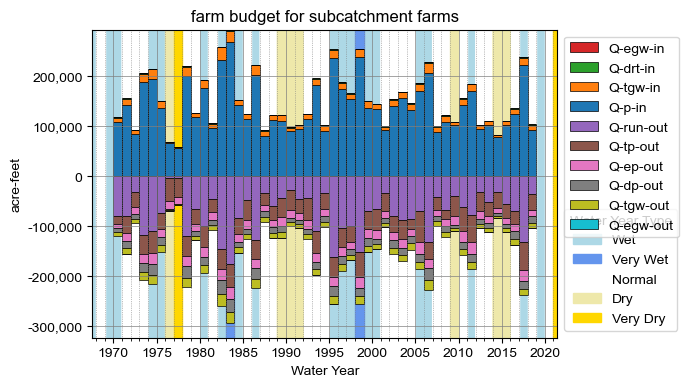 farm budget for subcatchment farms
200,000
100,000
0
-100,000
-200,000
-300,000
acre-feet
1970 1975 1980 1985 1990 1995 2000 2005 2010 2015 2020
Water Year
Q-egw-in
Q-drt-in
Q-tgw-in
Q-p-in
Q-run-out
Q-tp-out
Q-ep-out
Q-dp-out
Q-tgw-out
Q-egw-out
Water Year Type
Wet
Very Wet
Normal
Dry
Very Dry